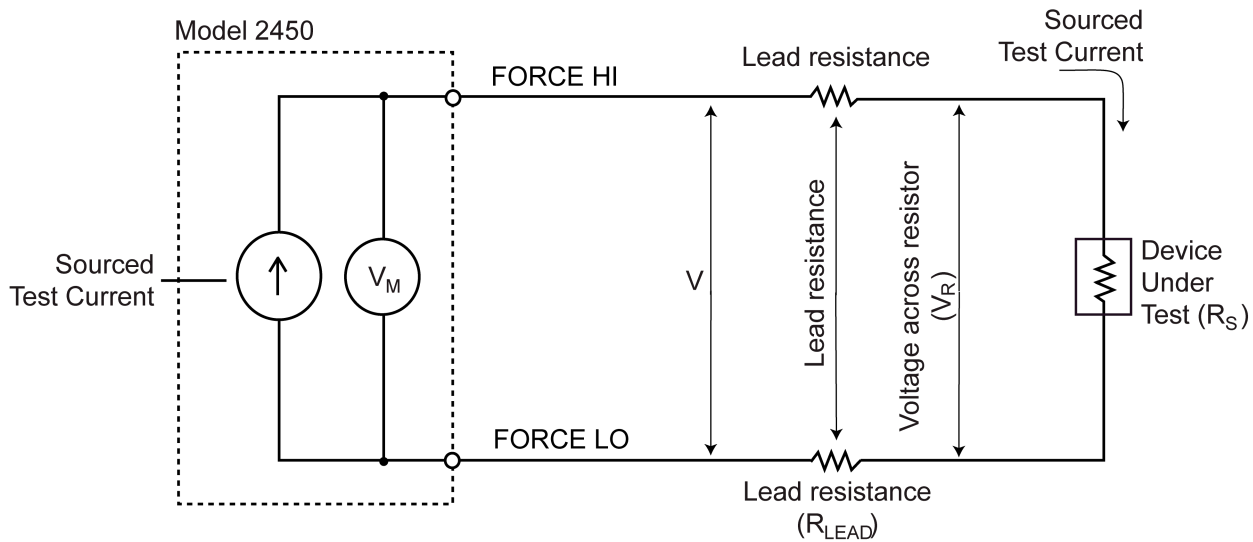 Model 2450
Sourced
Test Current
FORCE HI
Lead resistance
Sourced
Test Current
V_M
V
Lead resistance
Voltage across resistor
(V_R)
Device
Under
Test (R_S)
FORCE LO
Lead resistance
(R_LEAD)